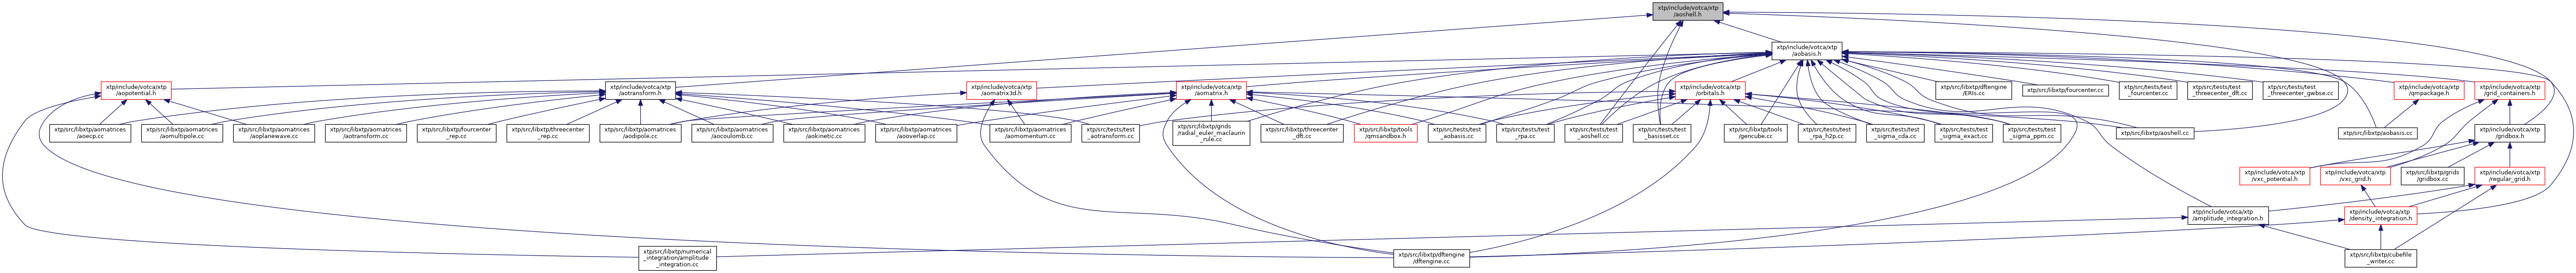 xtp/include/votca/xtp
/aoshell.h
xtp/include/votca/xtp
/aobasis.h
xtp/include/votca/xtp
/aopotential.h
xtp/include/votca/xtp
/aotransform.h
xtp/include/votca/xtp
/aomatrix3d.h
xtp/include/votca/xtp
/aomatrix.h
xtp/include/votca/xtp
/orbitals.h
xtp/src/libxtp/dftengine
/ERIs.cc
xtp/src/libxtp/fourcenter.cc
xtp/src/tests/test
_fourcenter.cc
xtp/src/tests/test
_threecenter_dft.cc
xtp/src/tests/test
_threecenter_gwbse.cc
xtp/include/votca/xtp
/qmpackage.h
xtp/include/votca/xtp
/grid_containers.h
xtp/src/libxtp/aomatrices
/aoecp.cc
xtp/src/libxtp/aomatrices
/aomultipole.cc
xtp/src/libxtp/aomatrices
/aoplanewave.cc
xtp/src/libxtp/aomatrices
/aotransform.cc
xtp/src/libxtp/fourcenter
_rep.cc
xtp/src/libxtp/threecenter
_rep.cc
xtp/src/libxtp/aomatrices
/aodipole.cc
xtp/src/libxtp/aomatrices
/aocoulomb.cc
xtp/src/libxtp/aomatrices
/aokinetic.cc
xtp/src/libxtp/aomatrices
/aooverlap.cc
xtp/src/libxtp/aomatrices
/aomomentum.cc
xtp/src/tests/test
_aotransform.cc
xtp/src/libxtp/grids
/radial_euler_maclaurin
_rule.cc
xtp/src/libxtp/threecenter
_dft.cc
xtp/src/libxtp/tools
/qmsandbox.h
xtp/src/tests/test
_aobasis.cc
xtp/src/tests/test
_rpa.cc
xtp/src/tests/test
_aoshell.cc
xtp/src/tests/test
_basisset.cc
xtp/src/libxtp/tools
/gencube.cc
xtp/src/tests/test
_rpa_h2p.cc
xtp/src/tests/test
_sigma_cda.cc
xtp/src/tests/test
_sigma_exact.cc
xtp/src/tests/test
_sigma_ppm.cc
xtp/src/libxtp/aoshell.cc
xtp/src/libxtp/aobasis.cc
xtp/include/votca/xtp
/gridbox.h
xtp/include/votca/xtp
/vxc_potential.h
xtp/include/votca/xtp
/vxc_grid.h
xtp/src/libxtp/grids
/gridbox.cc
xtp/include/votca/xtp
/regular_grid.h
xtp/include/votca/xtp
/amplitude_integration.h
xtp/include/votca/xtp
/density_integration.h
xtp/src/libxtp/numerical
_integration/amplitude
_integration.cc
xtp/src/libxtp/dftengine
/dftengine.cc
xtp/src/libxtp/cubefile
_writer.cc